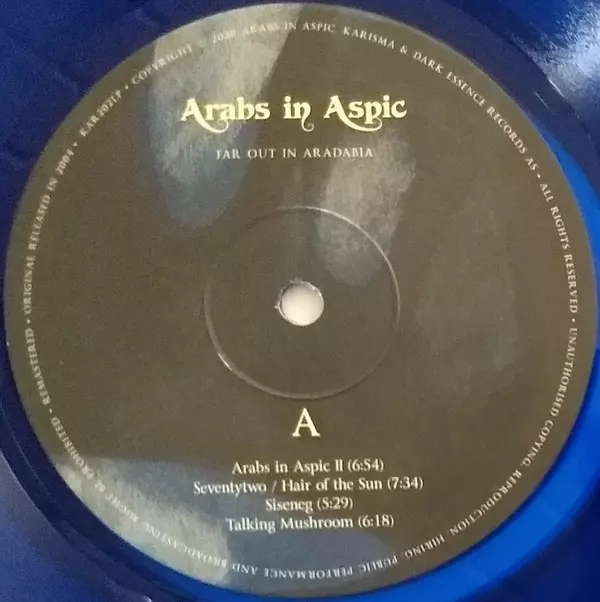 Arabs in Aspic
FAR OUT IN ARADABIA
A
Arabs in Aspic II (6:54)
Seventytwo / Hair of the Sun (7:34)
Siseneg (5:29)
Talking Mushroom (6:18)
REMASTERED • ORIGINAL RELEASED IN 2004 • KAR202LP • COPYRIGHT © 2020 ARABS IN ASPIC, KARISMA & DARK ESSENCE RECORDS AS • ALL RIGHTS RESERVED • UNAUTHORISED COPYING, REPRODUCTION, HIRING, PUBLIC PERFORMANCE AND BROADCASTING MIGHT BE PROHIBITED •